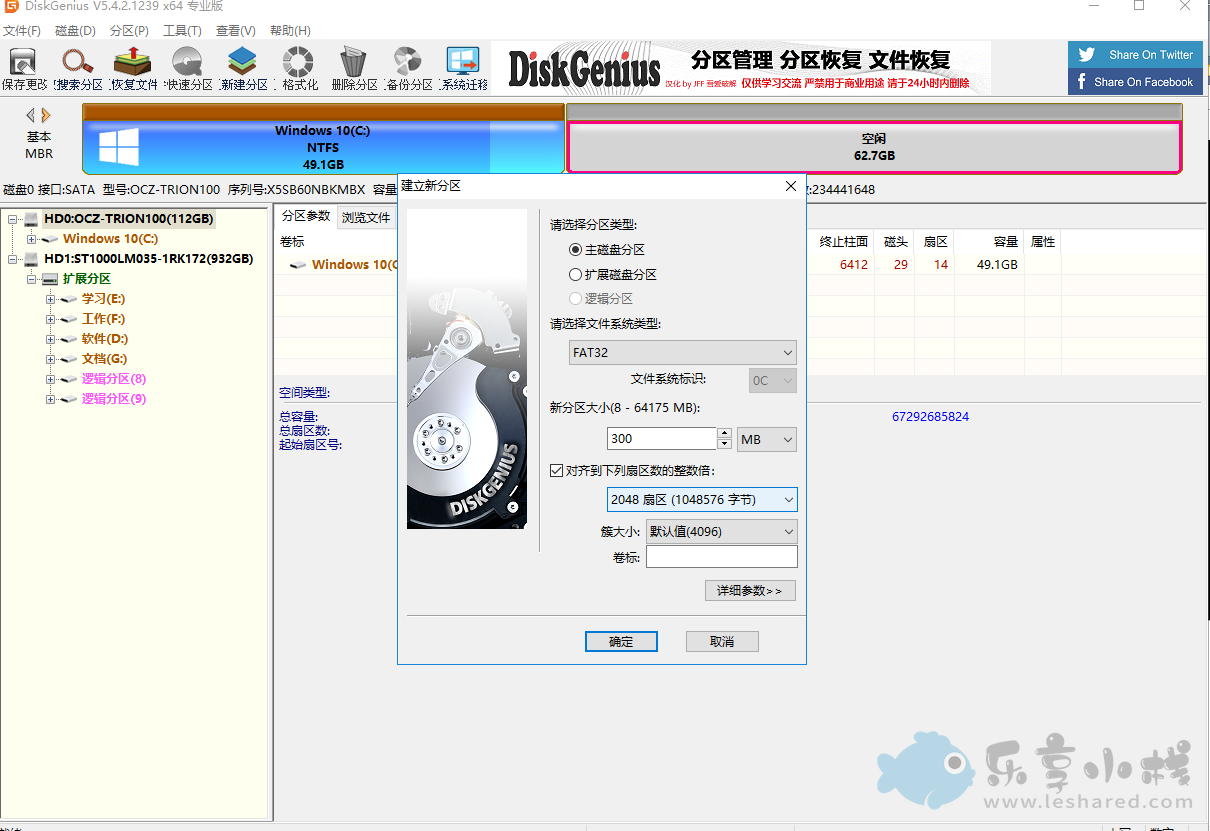 DiskGenius V5.4.2.1239 x64 专业版
文件(F) 磁盘(D) 分区(P) 工具(T) 查看(V) 帮助(H)
保存更改 搜索分区 恢复文件 快速分区 新建分区 格式化 删除分区 备份分区 系统迁移
DiskGenius 分区管理 分区恢复 文件恢复
汉化 by JFF 吾爱破解 仅供学习交流 严禁用于商业用途 请于24小时内删除
Share On Twitter
Share On Facebook
基本
MBR
Windows 10(C:)
NTFS
49.1GB
空闲
62.7GB
磁盘0 接口:SATA 型号:OCZ-TRION100 序列号:X5SB60NBKMBX 容量 :234441648
HD0:OCZ-TRION100(112GB)
Windows 10(C:)
HD1:ST1000LM035-1RK172(932GB)
扩展分区
学习(E:)
工作(F:)
软件(D:)
文档(G:)
逻辑分区(8)
逻辑分区(9)
分区参数 浏览文件
卷标 终止柱面 磁头 扇区 容量 属性
Windows 10(C 6412 29 14 49.1GB
空间类型:
总容量: 67292685824
总扇区数:
起始扇区号:
建立新分区
请选择分区类型:
主磁盘分区
扩展磁盘分区
逻辑分区
请选择文件系统类型:
FAT32
文件系统标识: 0C
新分区大小(8 - 64175 MB):
300 MB
对齐到下列扇区数的整数倍:
2048 扇区 (1048576 字节)
簇大小: 默认值(4096)
卷标:
详细参数>>
确定 取消
DISKGENIUS
乐享小栈
www.leshared.com